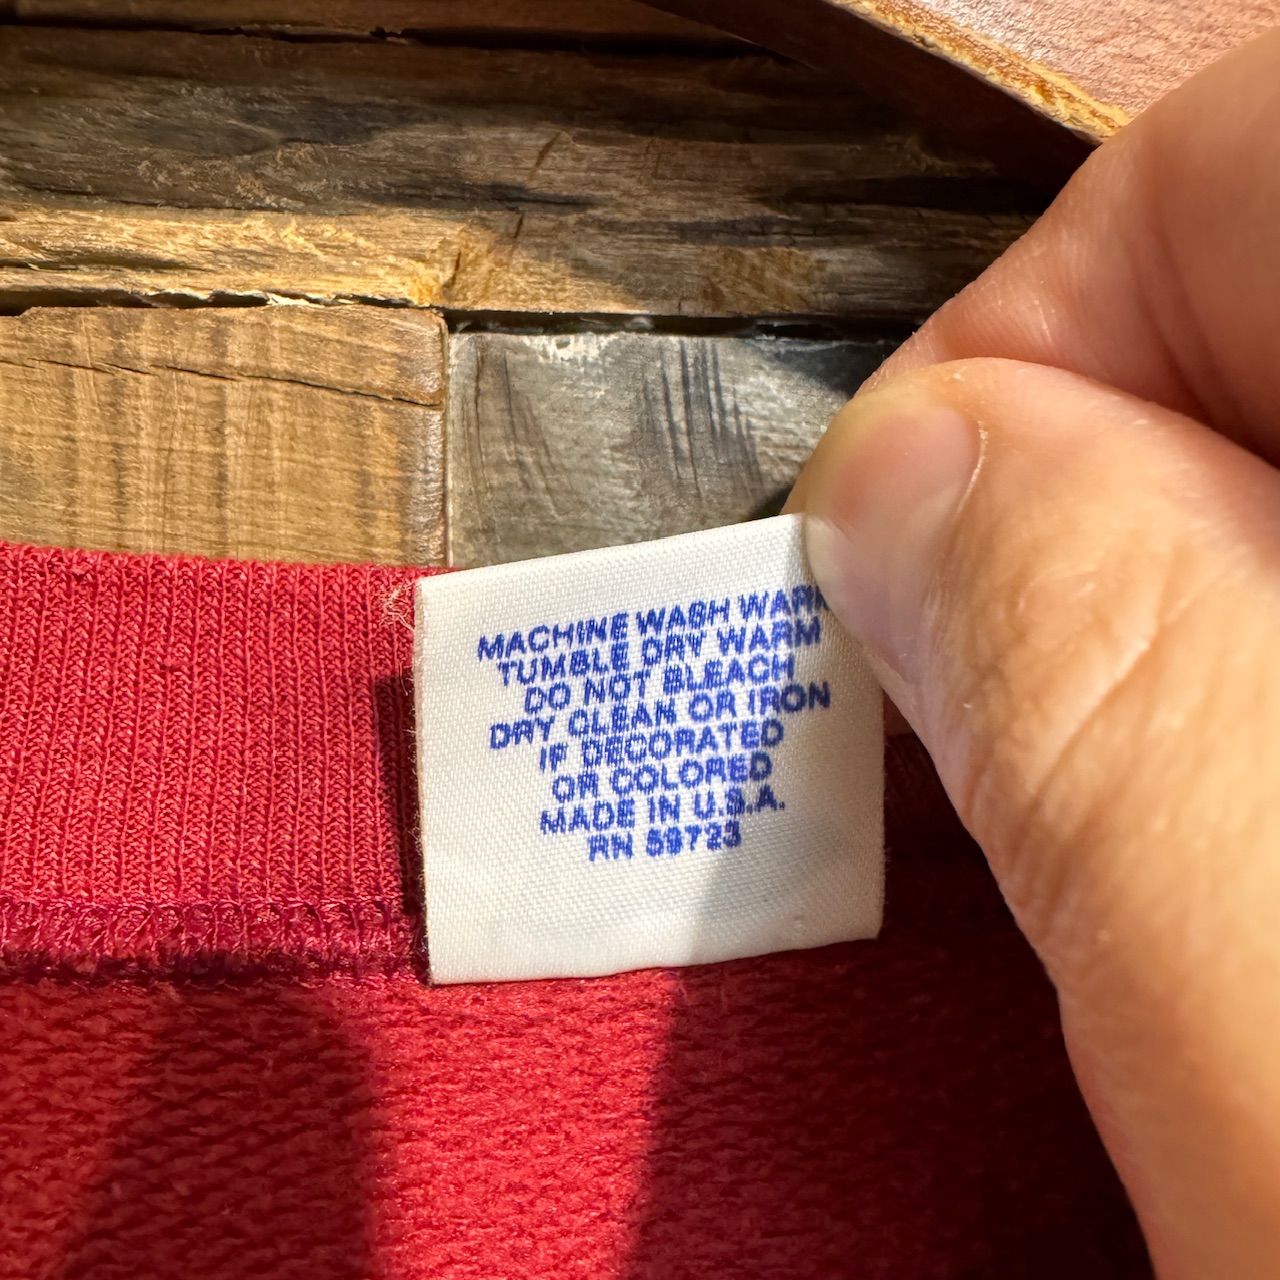 MACHINE WASH WARM
TUMBLE DRY WARM
DO NOT BLEACH
DRY CLEAN OR IRON
IF DECORATED
OR COLORED
MADE IN U.S.A.
RN 59723